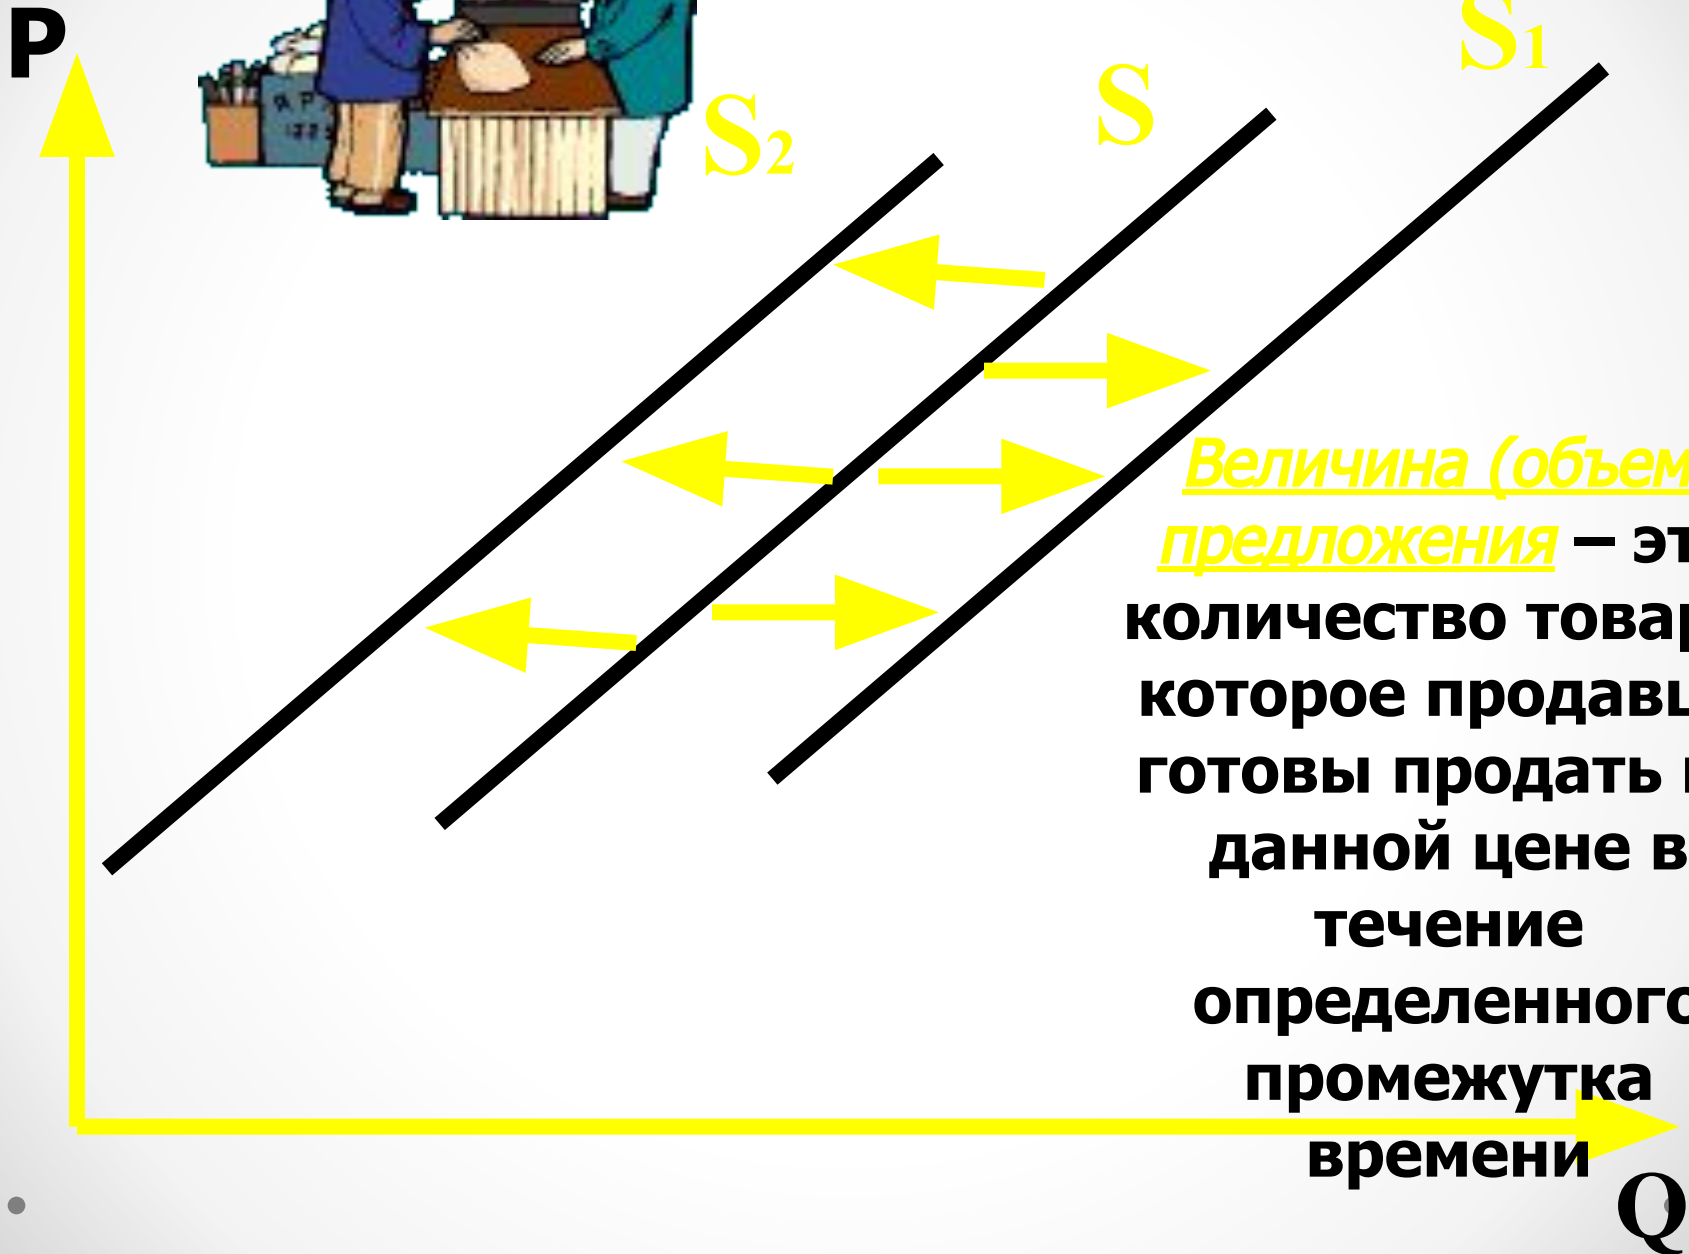 P
S1
S
S2
Величина (объем
предложения – эт
количество товар
которое продавц
готовы продать
данной цене в
течение
определенного
промежутка
времени
Q